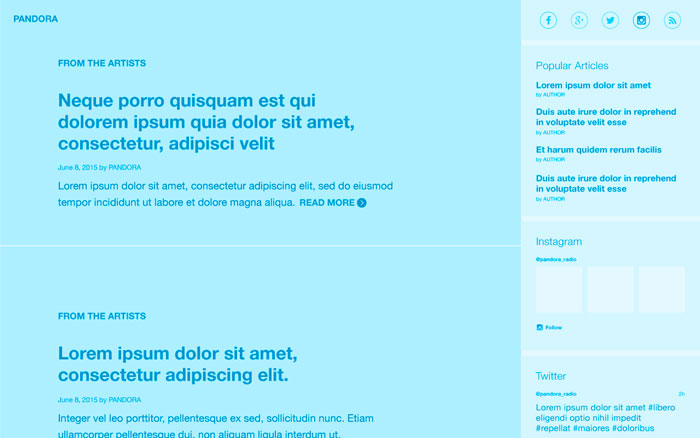 PANDORA
FROM THE ARTISTS
Neque porro quisquam est qui
dolorem ipsum quia dolor sit amet,
consectetur, adipisci velit
June 8, 2015 by PANDORA
Lorem ipsum dolor sit amet, consectetur adipiscing elit, sed do eiusmod
tempor incididunt ut labore et dolore magna aliqua. READ MORE
FROM THE ARTISTS
Lorem ipsum dolor sit amet,
consectetur adipiscing elit.
June 8, 2015 by PANDORA
Integer vel leo porttitor, pellentesque ex sed, sollicitudin nunc. Etiam
ullamcorper pellentesque dui, varius aliquam lorem interdum sit amet.
Popular Articles
Lorem ipsum dolor sit amet
by AUTHOR
Duis aute irure dolor in reprehend
in voluptate velit esse
by AUTHOR
Et harum quidem rerum facilis
by AUTHOR
Duis aute irure dolor in reprehend
in voluptate velit esse
by AUTHOR
Instagram
@pandora_radio
Follow
Twitter
@pandora_radio 2h
Lorem ipsum dolor sit amet #libero
eligendi optio nihil impedit
#repellat #maiores #doloribus